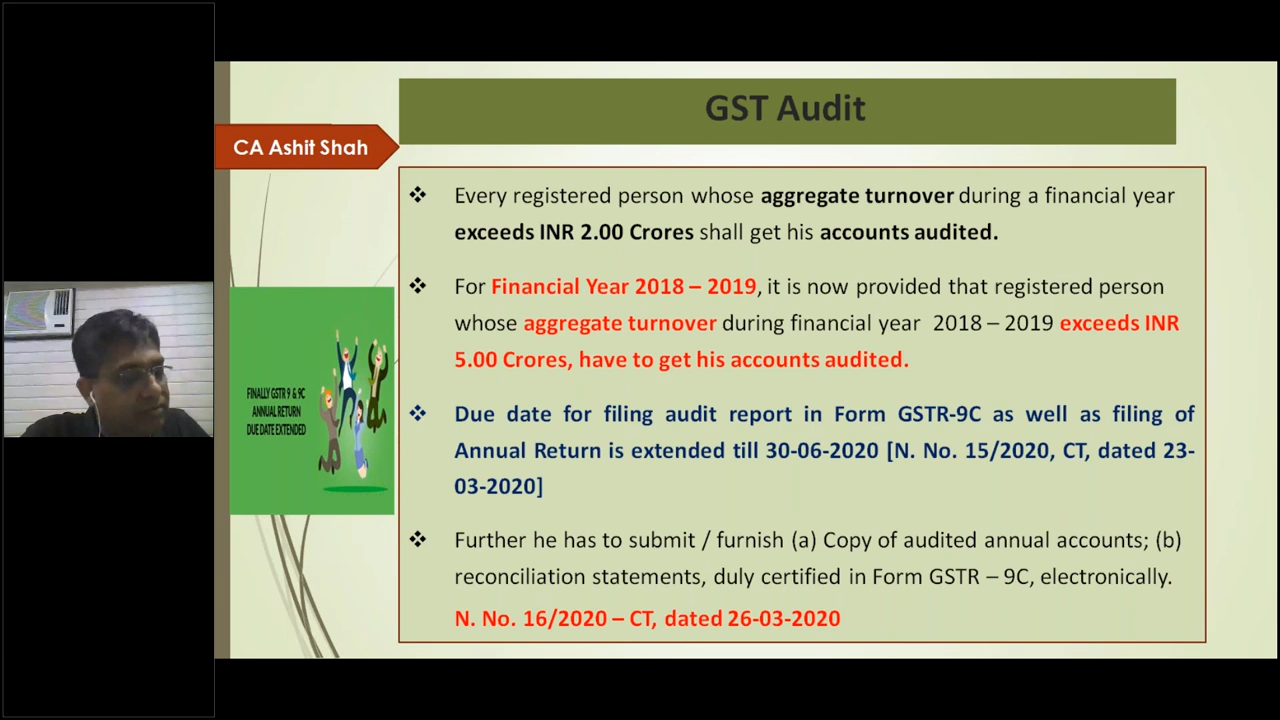 GST Audit
CA Ashit Shah
❖ Every registered person whose aggregate turnover during a financial year
exceeds INR 2.00 Crores shall get his accounts audited.
❖ For Financial Year 2018 – 2019, it is now provided that registered person
whose aggregate turnover during financial year 2018 – 2019 exceeds INR
5.00 Crores, have to get his accounts audited.
❖ Due date for filing audit report in Form GSTR-9C as well as filing of
Annual Return is extended till 30-06-2020 [N. No. 15/2020, CT, dated 23-
03-2020]
❖ Further he has to submit / furnish (a) Copy of audited annual accounts; (b)
reconciliation statements, duly certified in Form GSTR – 9C, electronically.
N. No. 16/2020 – CT, dated 26-03-2020
FINALLY GSTR 9 & 9C
ANNUAL RETURN
DUE DATE EXTENDED